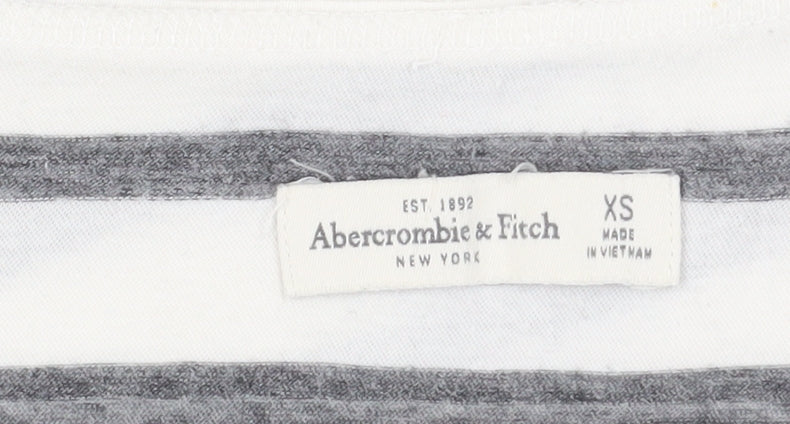 EST. 1892
Abercrombie & Fitch
NEW YORK
XS
MADE
IN VIETNAM